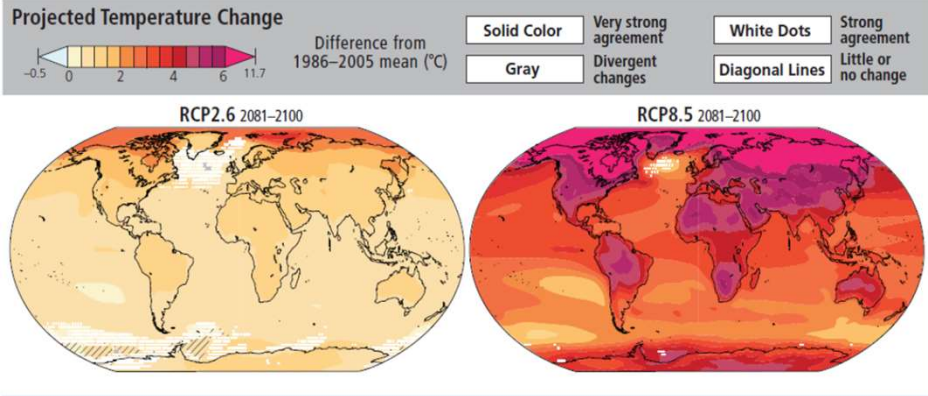 Projected Temperature Change
−0.5 0 2 4 6 11.7
Difference from
1986–2005 mean (°C)
Solid Color
Very strong
agreement
White Dots
Strong
agreement
Gray
Divergent
changes
Diagonal Lines
Little or
no change
RCP2.6 2081–2100
RCP8.5 2081–2100